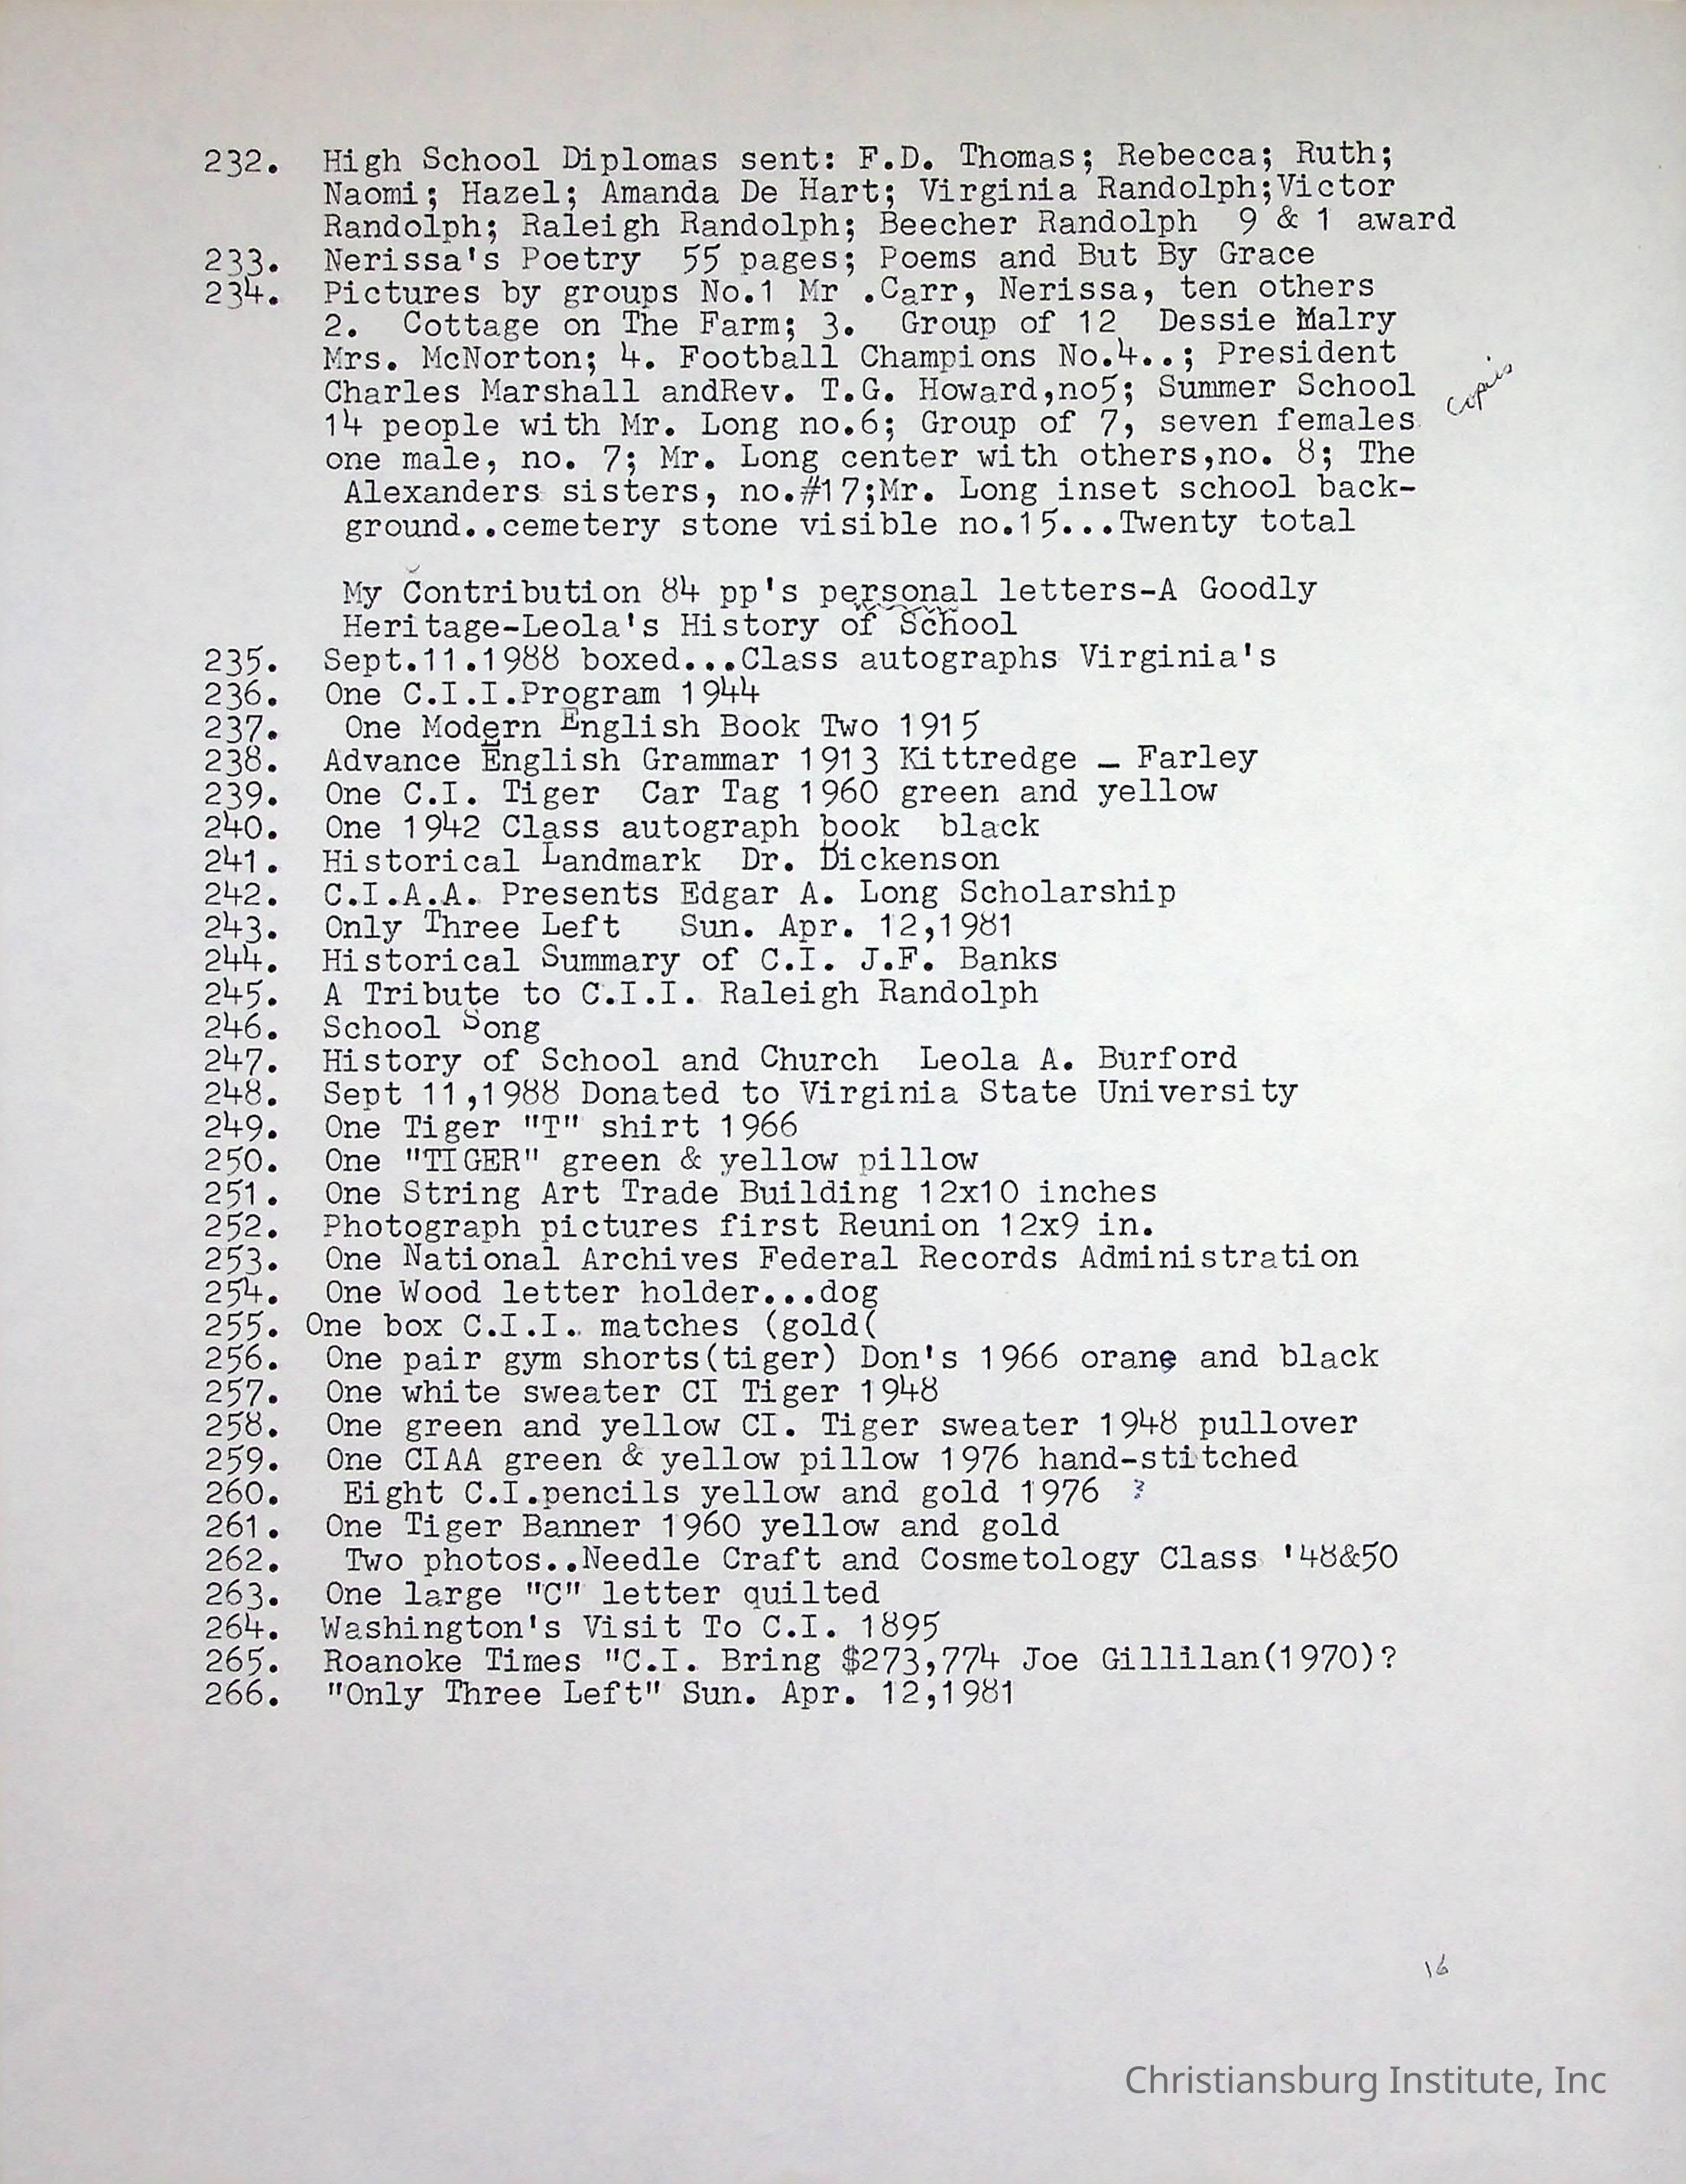 232. High School Diplomas sent: F.D. Thomas; Rebecca; Ruth;
Naomi; Hazel; Amanda De Hart; Virginia Randolph;Victor
Randolph; Raleigh Randolph; Beecher Randolph 9 & 1 award
233. Nerissa's Poetry 55 pages; Poems and But By Grace
234. Pictures by groups No.1 Mr .Carr, Nerissa, ten others
2. Cottage on The Farm; 3. Group of 12 Dessie Malry
Mrs. McNorton; 4. Football Champions No.4..; President
Charles Marshall andRev. T.G. Howard,no5; Summer School
copies
14 people with Mr. Long no.6; Group of 7, seven females
one male, no. 7; Mr. Long center with others,no. 8; The
Alexanders sisters, no.#17;Mr. Long inset school back-
ground..cemetery stone visible no.15...Twenty total
My Contribution 84 pp's personal letters-A Goodly
Heritage-Leola's History of School
235. Sept.11.1988 boxed...Class autographs Virginia's
236. One C.I.I.Program 1944
237. One Modern English Book Two 1915
238. Advance English Grammar 1913 Kittredge – Farley
239. One C.I. Tiger Car Tag 1960 green and yellow
240. One 1942 Class autograph book black
241. Historical Landmark Dr. Dickenson
242. C.I.A.A. Presents Edgar A. Long Scholarship
243. Only Three Left Sun. Apr. 12,1981
244. Historical Summary of C.I. J.F. Banks
245. A Tribute to C.I.I. Raleigh Randolph
246. School Song
247. History of School and Church Leola A. Burford
248. Sept 11,1988 Donated to Virginia State University
249. One Tiger "T" shirt 1966
250. One "TIGER" green & yellow pillow
251. One String Art Trade Building 12x10 inches
252. Photograph pictures first Reunion 12x9 in.
253. One National Archives Federal Records Administration
254. One Wood letter holder...dog
255. One box C.I.I. matches (gold(
256. One pair gym shorts(tiger) Don's 1966 orang and black
257. One white sweater CI Tiger 1948
258. One green and yellow CI. Tiger sweater 1948 pullover
259. One CIAA green & yellow pillow 1976 hand-stitched
260. Eight C.I.pencils yellow and gold 1976 ?
261. One Tiger Banner 1960 yellow and gold
262. Two photos..Needle Craft and Cosmetology Class '48&50
263. One large "C" letter quilted
264. Washington's Visit To C.I. 1895
265. Roanoke Times "C.I. Bring $273,774 Joe Gillilan(1970)?
266. "Only Three Left" Sun. Apr. 12,1981
16
Christiansburg Institute, Inc